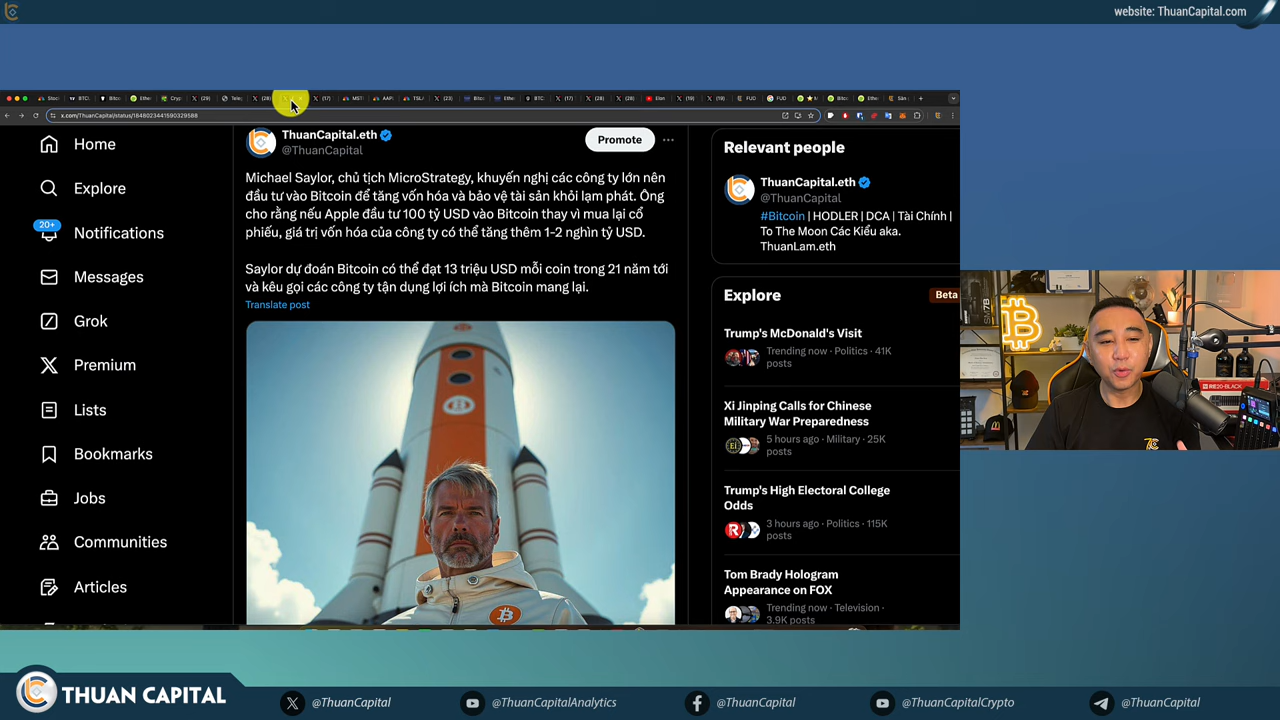 website: ThuanCapital.com
x.com/ThuanCapital/status/1848023441590329588
Home
Explore
20+
Notifications
Messages
Grok
Premium
Lists
Bookmarks
Jobs
Communities
Articles
ThuanCapital.eth
@ThuanCapital
Promote
Michael Saylor, chủ tịch MicroStrategy, khuyến nghị các công ty lớn nên
đầu tư vào Bitcoin để tăng vốn hóa và bảo vệ tài sản khỏi lạm phát. Ông
cho rằng nếu Apple đầu tư 100 tỷ USD vào Bitcoin thay vì mua lại cổ
phiếu, giá trị vốn hóa của công ty có thể tăng thêm 1-2 nghìn tỷ USD.
Saylor dự đoán Bitcoin có thể đạt 13 triệu USD mỗi coin trong 21 năm tới
và kêu gọi các công ty tận dụng lợi ích mà Bitcoin mang lại.
Translate post
Relevant people
ThuanCapital.eth
@ThuanCapital
#Bitcoin | HODLER | DCA | Tài Chính |
To The Moon Các Kiểu aka.
ThuanLam.eth
Explore
Beta
Trump's McDonald's Visit
Trending now · Politics · 41K
posts
Xi Jinping Calls for Chinese
Military War Preparedness
5 hours ago · Military · 25K
posts
Trump's High Electoral College
Odds
3 hours ago · Politics · 115K
posts
Tom Brady Hologram
Appearance on FOX
Trending now · Television ·
3.9K posts
SM7B
RE20-BLACK
THUAN CAPITAL
@ThuanCapital
@ThuanCapitalAnalytics
@ThuanCapital
@ThuanCapitalCrypto
@ThuanCapital